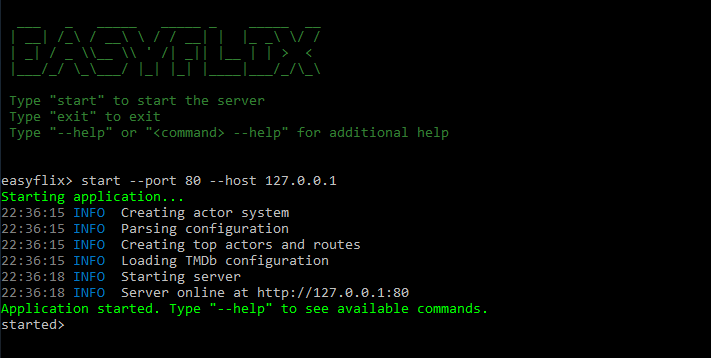 EASYFLIX
Type "start" to start the server
Type "exit" to exit
Type "--help" or "<command> --help" for additional help
easyflix> start --port 80 --host 127.0.0.1
Starting application...
22:36:15 INFO  Creating actor system
22:36:15 INFO  Parsing configuration
22:36:15 INFO  Creating top actors and routes
22:36:15 INFO  Loading TMDb configuration
22:36:18 INFO  Starting server
22:36:18 INFO  Server online at http://127.0.0.1:80
Application started. Type "--help" to see available commands.
started>